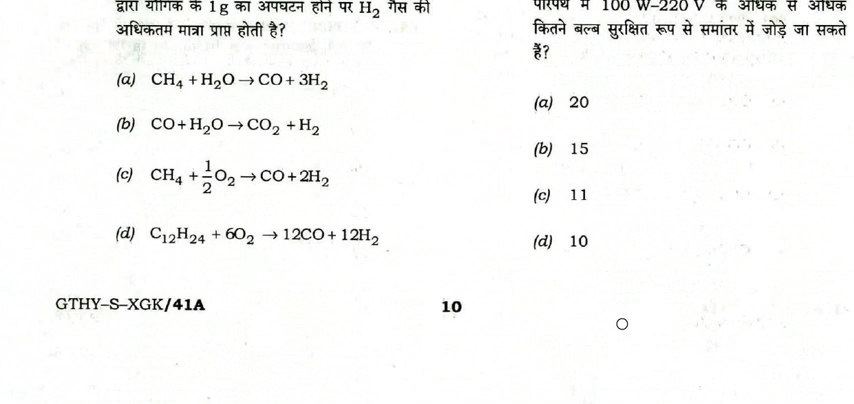 द्वारा यौगिक के 1 g का अपघटन होने पर H₂ गैस की
अधिकतम मात्रा प्राप्त होती है?
(a) CH₄ + H₂O → CO + 3H₂
(b) CO + H₂O → CO₂ + H₂
(c) CH₄ + 1/2 O₂ → CO + 2H₂
(d) C₁₂H₂₄ + 6O₂ → 12CO + 12H₂
परिपथ में 100 W–220 V के अधिक से अधिक
कितने बल्ब सुरक्षित रूप से समांतर में जोड़े जा सकते
हैं?
(a) 20
(b) 15
(c) 11
(d) 10
GTHY–S–XGK/41A
10